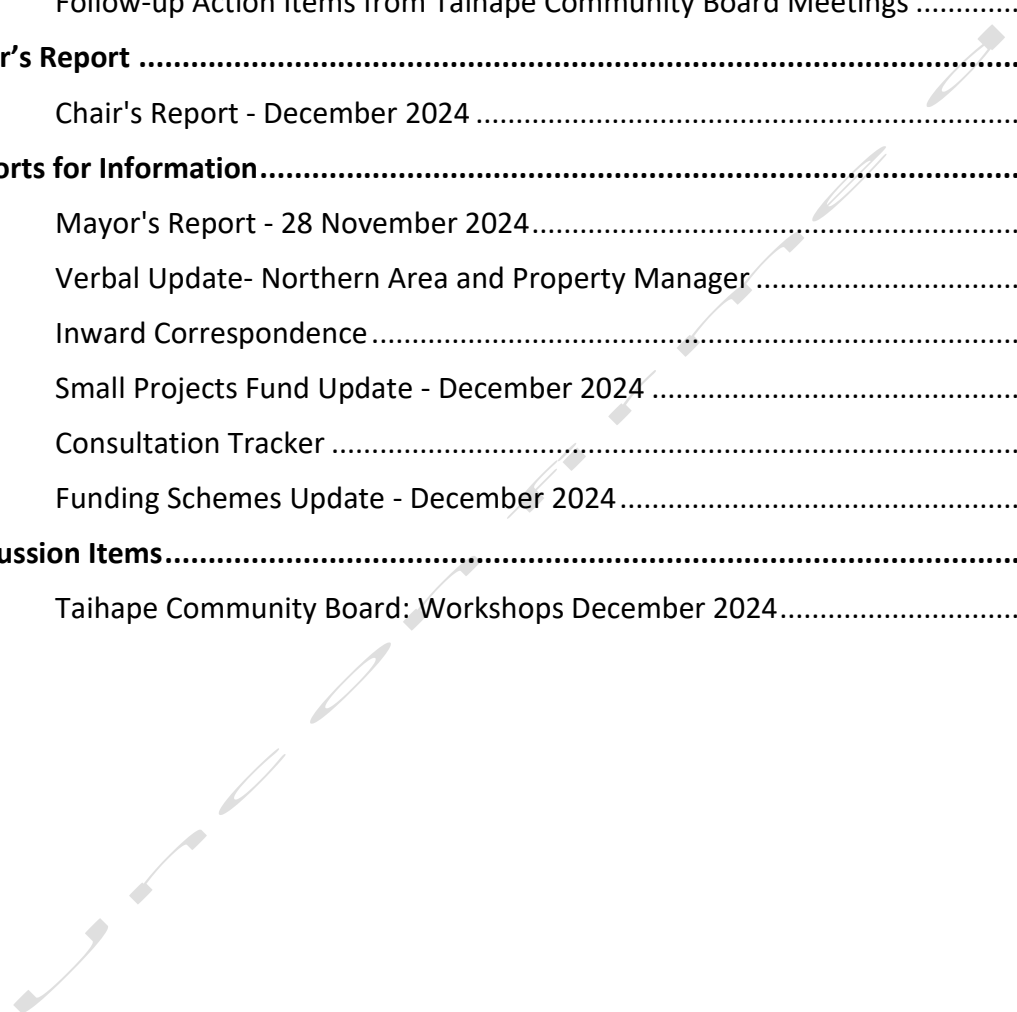 Follow-up Action Items from Taihape Community Board Meetings ............
r's Report ................................................................................
Chair's Report - December 2024 ................................................................
orts for Information................................................................................
Mayor's Report - 28 November 2024................................................................
Verbal Update- Northern Area and Property Manager ................................
Inward Correspondence................................................................................
Small Projects Fund Update - December 2024 ................................................
Consultation Tracker ................................................................................
Funding Schemes Update - December 2024................................................
ussion Items................................................................................
Taihape Community Board: Workshops December 2024................................